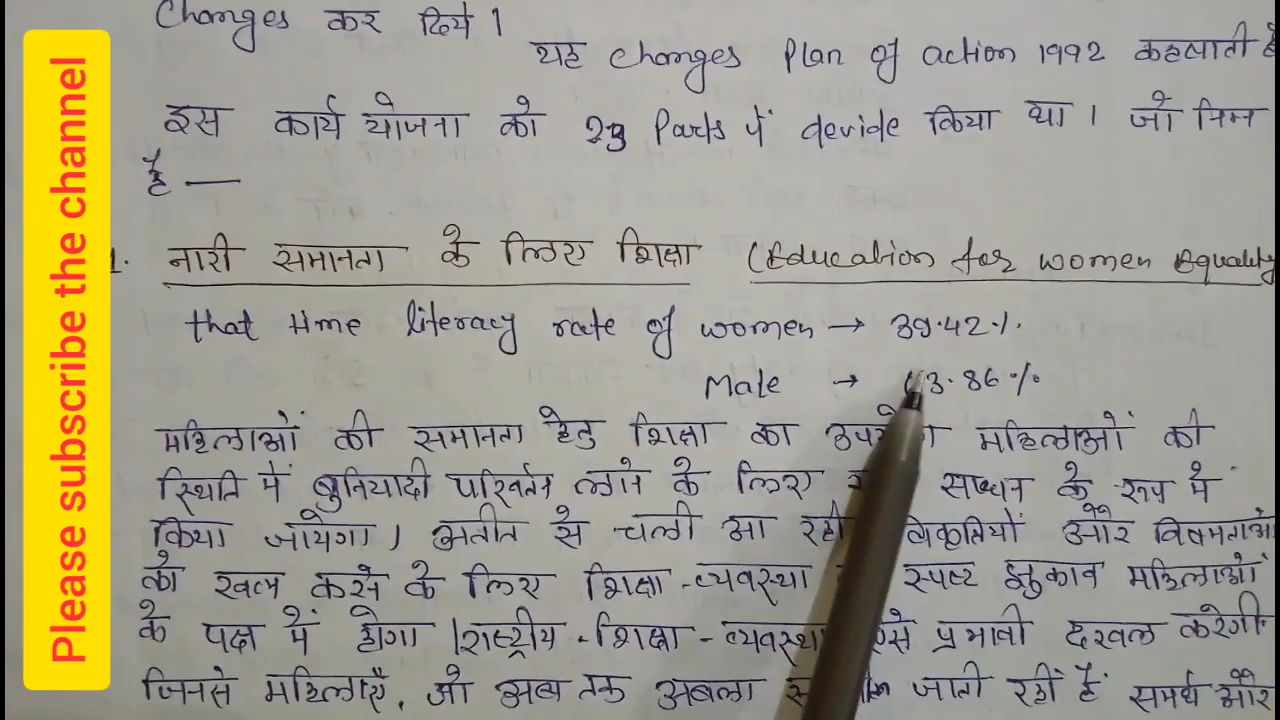 Please subscribe the channel
Changes कर दिये ।
यह changes Plan of action 1992 कहलाती है
इस कार्य योजना को 23 Parts में devide किया था । जो निम्न
है —
1. नारी समानता के लिए शिक्षा (Education for women Equality
that time literacy rate of women → 39.42%.
Male → 63.86%
महिलाओं की समानता हेतु शिक्षा का महिलाओं की
स्थिति में बुनियादी परिवर्तन लाने के लिए साधन के रूप में
किया जायेगा। अतीत से चली आ रही और विषमताओं
को खत्म करने के लिए शिक्षा-व्यवस्था स्पष्ट झुकाव महिलाओं
के पक्ष में होगा ।राष्ट्रीय-शिक्षा-व्यवस्था ऐसे प्रभावी दखल करेगी
जिनसे महिलाएँ, जो अब तक अबला जाती रहीं हैं समर्थ और